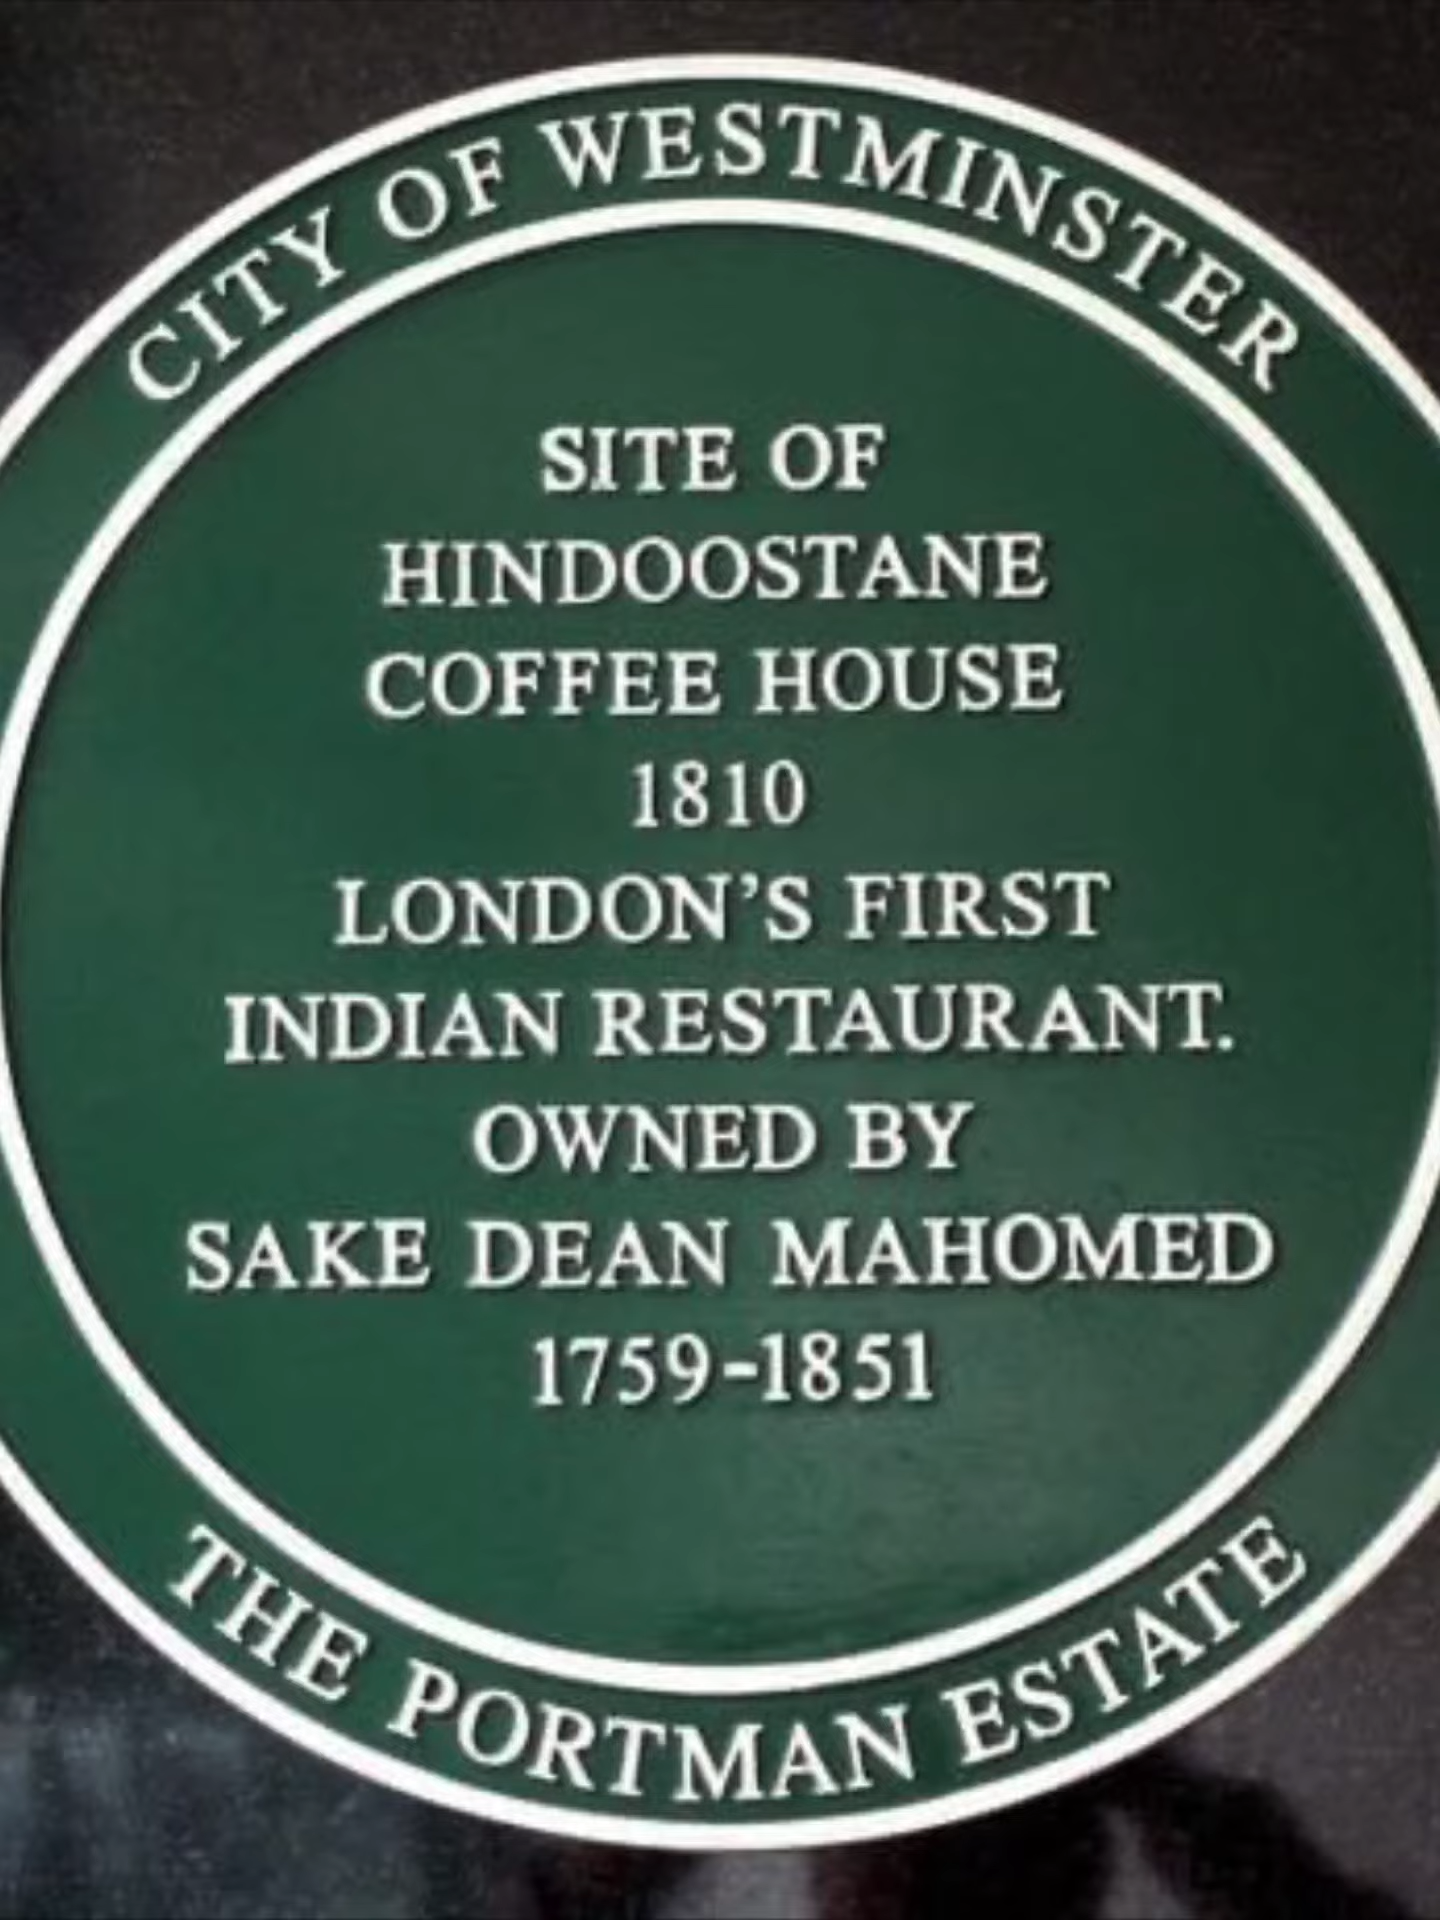 CITY OF WESTMINSTER
SITE OF
HINDOOSTANE
COFFEE HOUSE
1810
LONDON'S FIRST
INDIAN RESTAURANT.
OWNED BY
SAKE DEAN MAHOMED
1759-1851
THE PORTMAN ESTATE